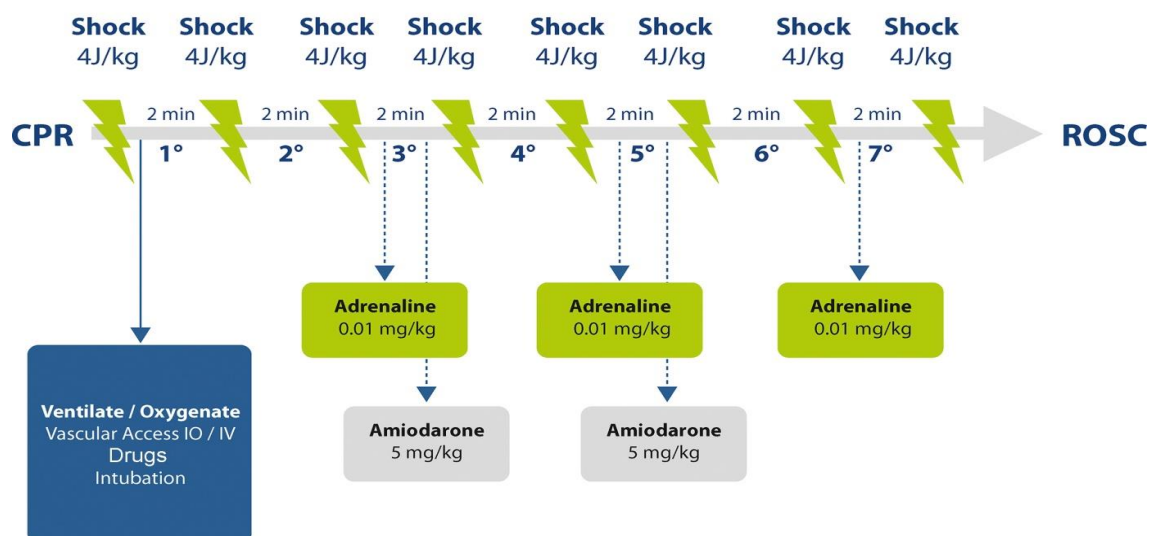 Shock Shock Shock Shock Shock Shock Shock Shock
4J/kg 4J/kg 4J/kg 4J/kg 4J/kg 4J/kg 4J/kg 4J/kg
2 min 2 min 2 min 2 min 2 min 2 min 2 min
CPR ROSC
1° 2° 3° 4° 5° 6° 7°
Adrenaline
0.01 mg/kg
Adrenaline
0.01 mg/kg
Adrenaline
0.01 mg/kg
Ventilate / Oxygenate
Vascular Access IO / IV
Drugs
Intubation
Amiodarone
5 mg/kg
Amiodarone
5 mg/kg